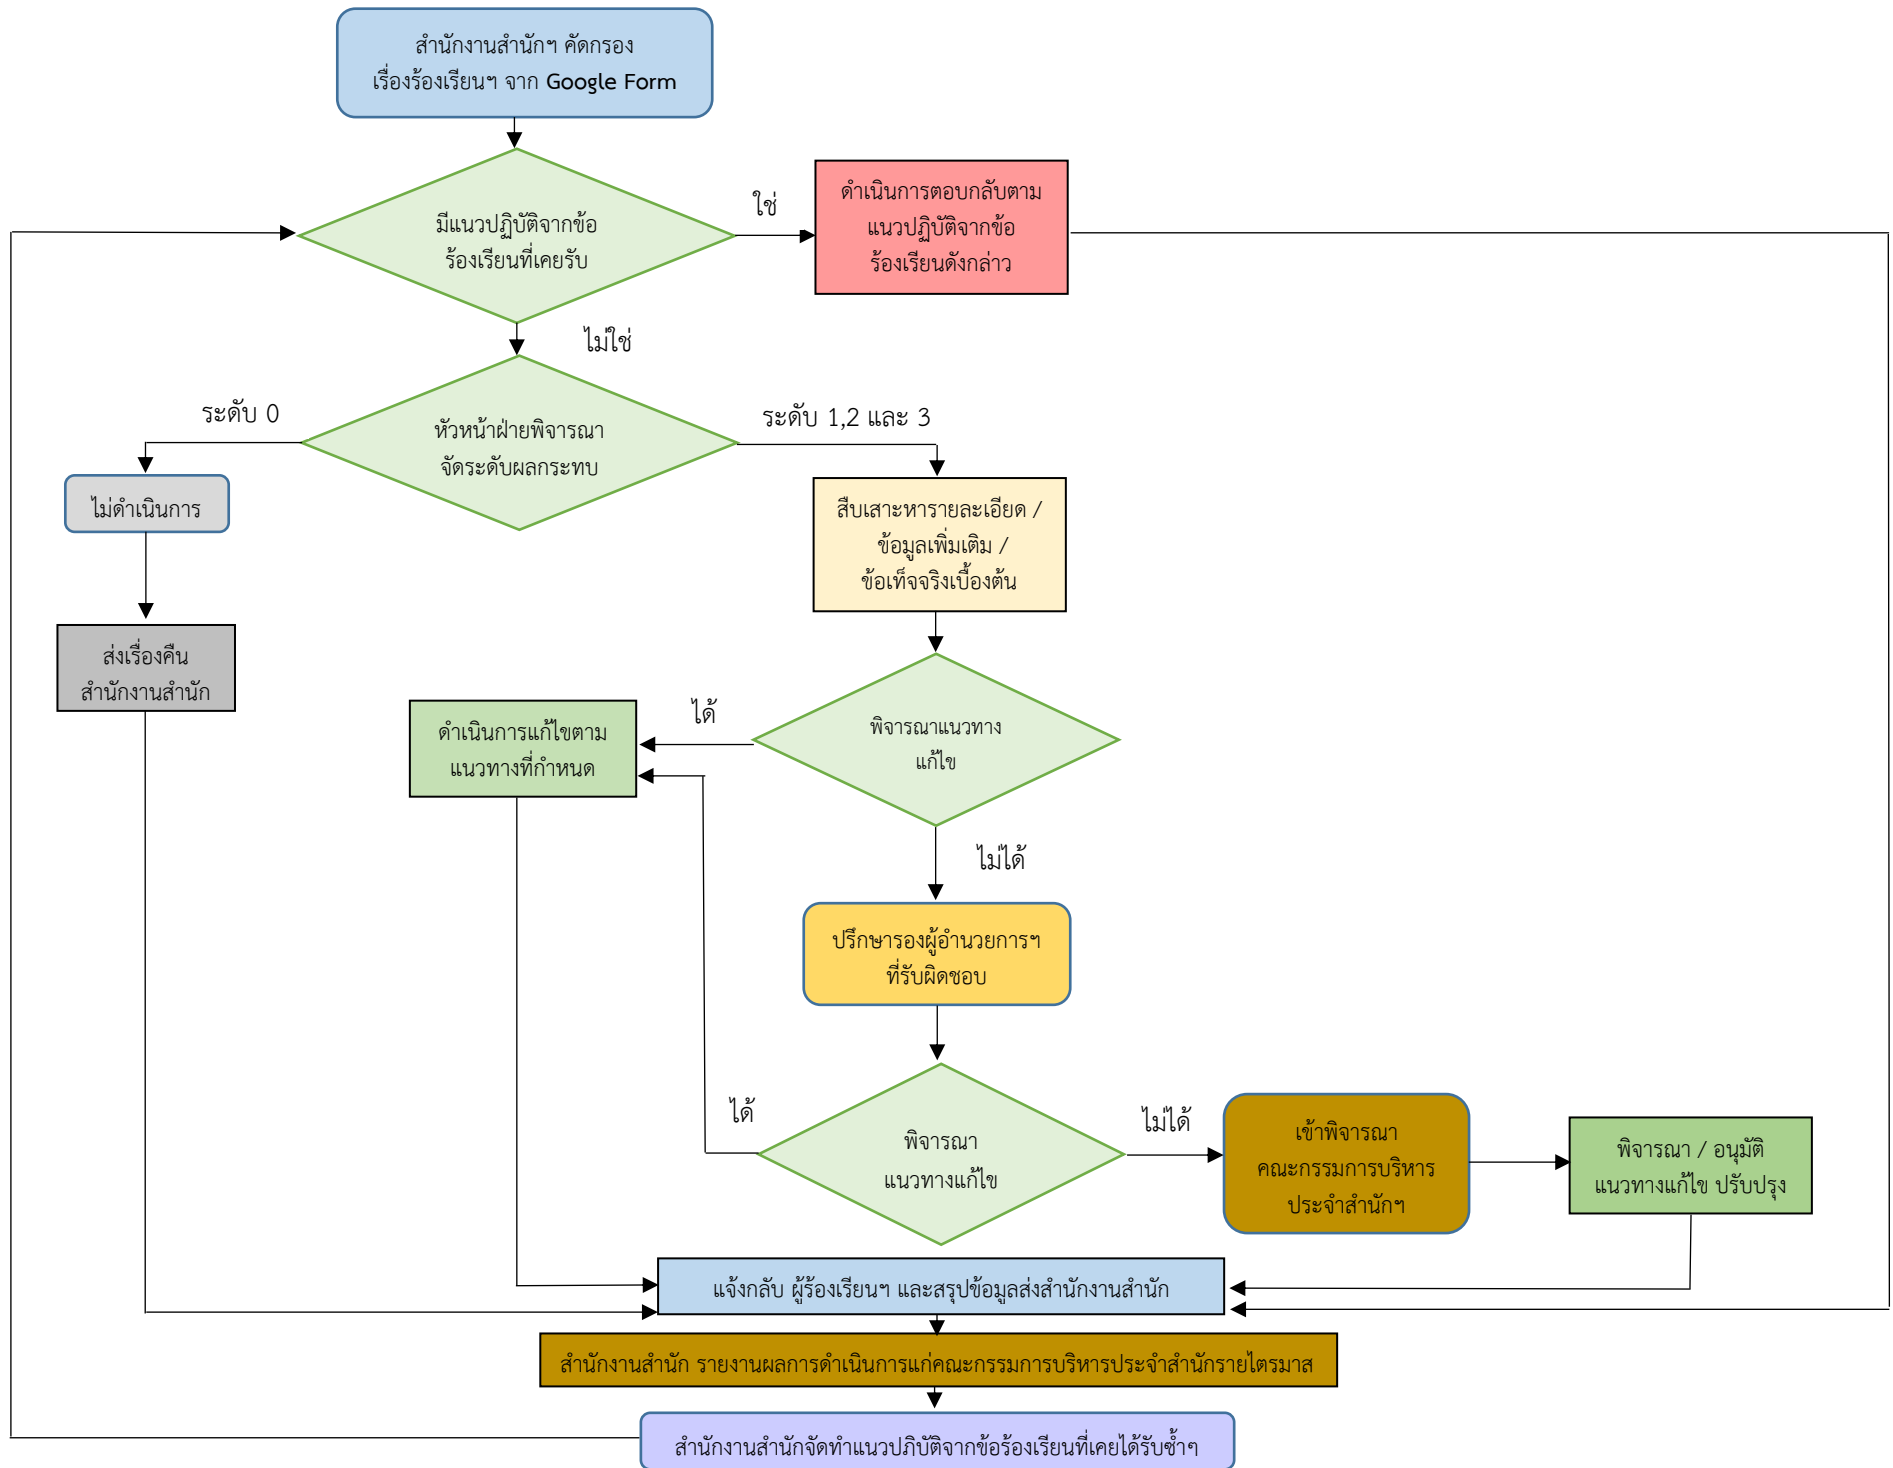 สำนักงานสำนักฯ คัดกรอง
เรื่องร้องเรียนฯ จาก Google Form
มีแนวปฏิบัติจากข้อ
ร้องเรียนที่เคยรับ
ใช่
ดำเนินการตอบกลับตาม
แนวปฏิบัติจากข้อ
ร้องเรียนดังกล่าว
ไม่ใช่
ระดับ 0
หัวหน้าฝ่ายพิจารณา
จัดระดับผลกระทบ
ระดับ 1,2 และ 3
ไม่ดำเนินการ
สืบเสาะหารายละเอียด /
ข้อมูลเพิ่มเติม /
ข้อเท็จจริงเบื้องต้น
ส่งเรื่องคืน
สำนักงานสำนัก
ดำเนินการแก้ไขตาม
แนวทางที่กำหนด
ได้
พิจารณาแนวทาง
แก้ไข
ไม่ได้
ปรึกษารองผู้อำนวยการฯ
ที่รับผิดชอบ
ได้
พิจารณา
แนวทางแก้ไข
ไม่ได้
เข้าพิจารณา
คณะกรรมการบริหาร
ประจำสำนักฯ
พิจารณา / อนุมัติ
แนวทางแก้ไข ปรับปรุง
แจ้งกลับ ผู้ร้องเรียนฯ และสรุปข้อมูลส่งสำนักงานสำนัก
สำนักงานสำนัก รายงานผลการดำเนินการแก่คณะกรรมการบริหารประจำสำนักรายไตรมาส
สำนักงานสำนักจัดทำแนวปภิบัติจากข้อร้องเรียนที่เคยได้รับซ้ำๆ